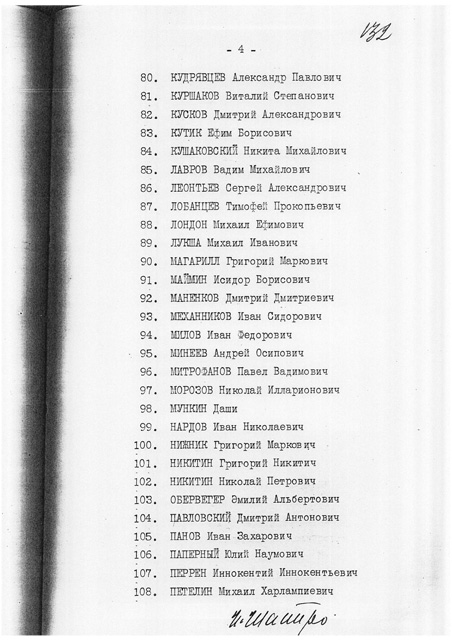 132
- 4 -
80. КУДРЯВЦЕВ Александр Павлович
81. КУРШАКОВ Виталий Степанович
82. КУСКОВ Дмитрий Александрович
83. КУТИК Ефим Борисович
84. КУШАКОВСКИЙ Никита Михайлович
85. ЛАВРОВ Вадим Михайлович
86. ЛЕОНТЬЕВ Сергей Александрович
87. ЛОБАНЦЕВ Тимофей Прокопьевич
88. ЛОНДОН Михаил Ефимович
89. ЛУКША Михаил Иванович
90. МАГАРИЛЛ Григорий Маркович
91. МАЙМИН Исидор Борисович
92. МАНЕНКОВ Дмитрий Дмитриевич
93. МЕХАННИКОВ Иван Сидорович
94. МИЛОВ Иван Федорович
95. МИНЕЕВ Андрей Осипович
96. МИТРОФАНОВ Павел Вадимович
97. МОРОЗОВ Николай Илларионович
98. МУНКИН Даши
99. НАРДОВ Иван Николаевич
100. НИЖНИК Григорий Маркович
101. НИКИТИН Григорий Никитич
102. НИКИТИН Николай Петрович
103. ОБЕРВЕГЕР Эмилий Альбертович
104. ПАВЛОВСКИЙ Дмитрий Антонович
105. ПАНОВ Иван Захарович
106. ПАПЕРНЫЙ Юлий Наумович
107. ПЕРРЕН Иннокентий Иннокентьевич
108. ПЕТЕЛИН Михаил Харлампиевич